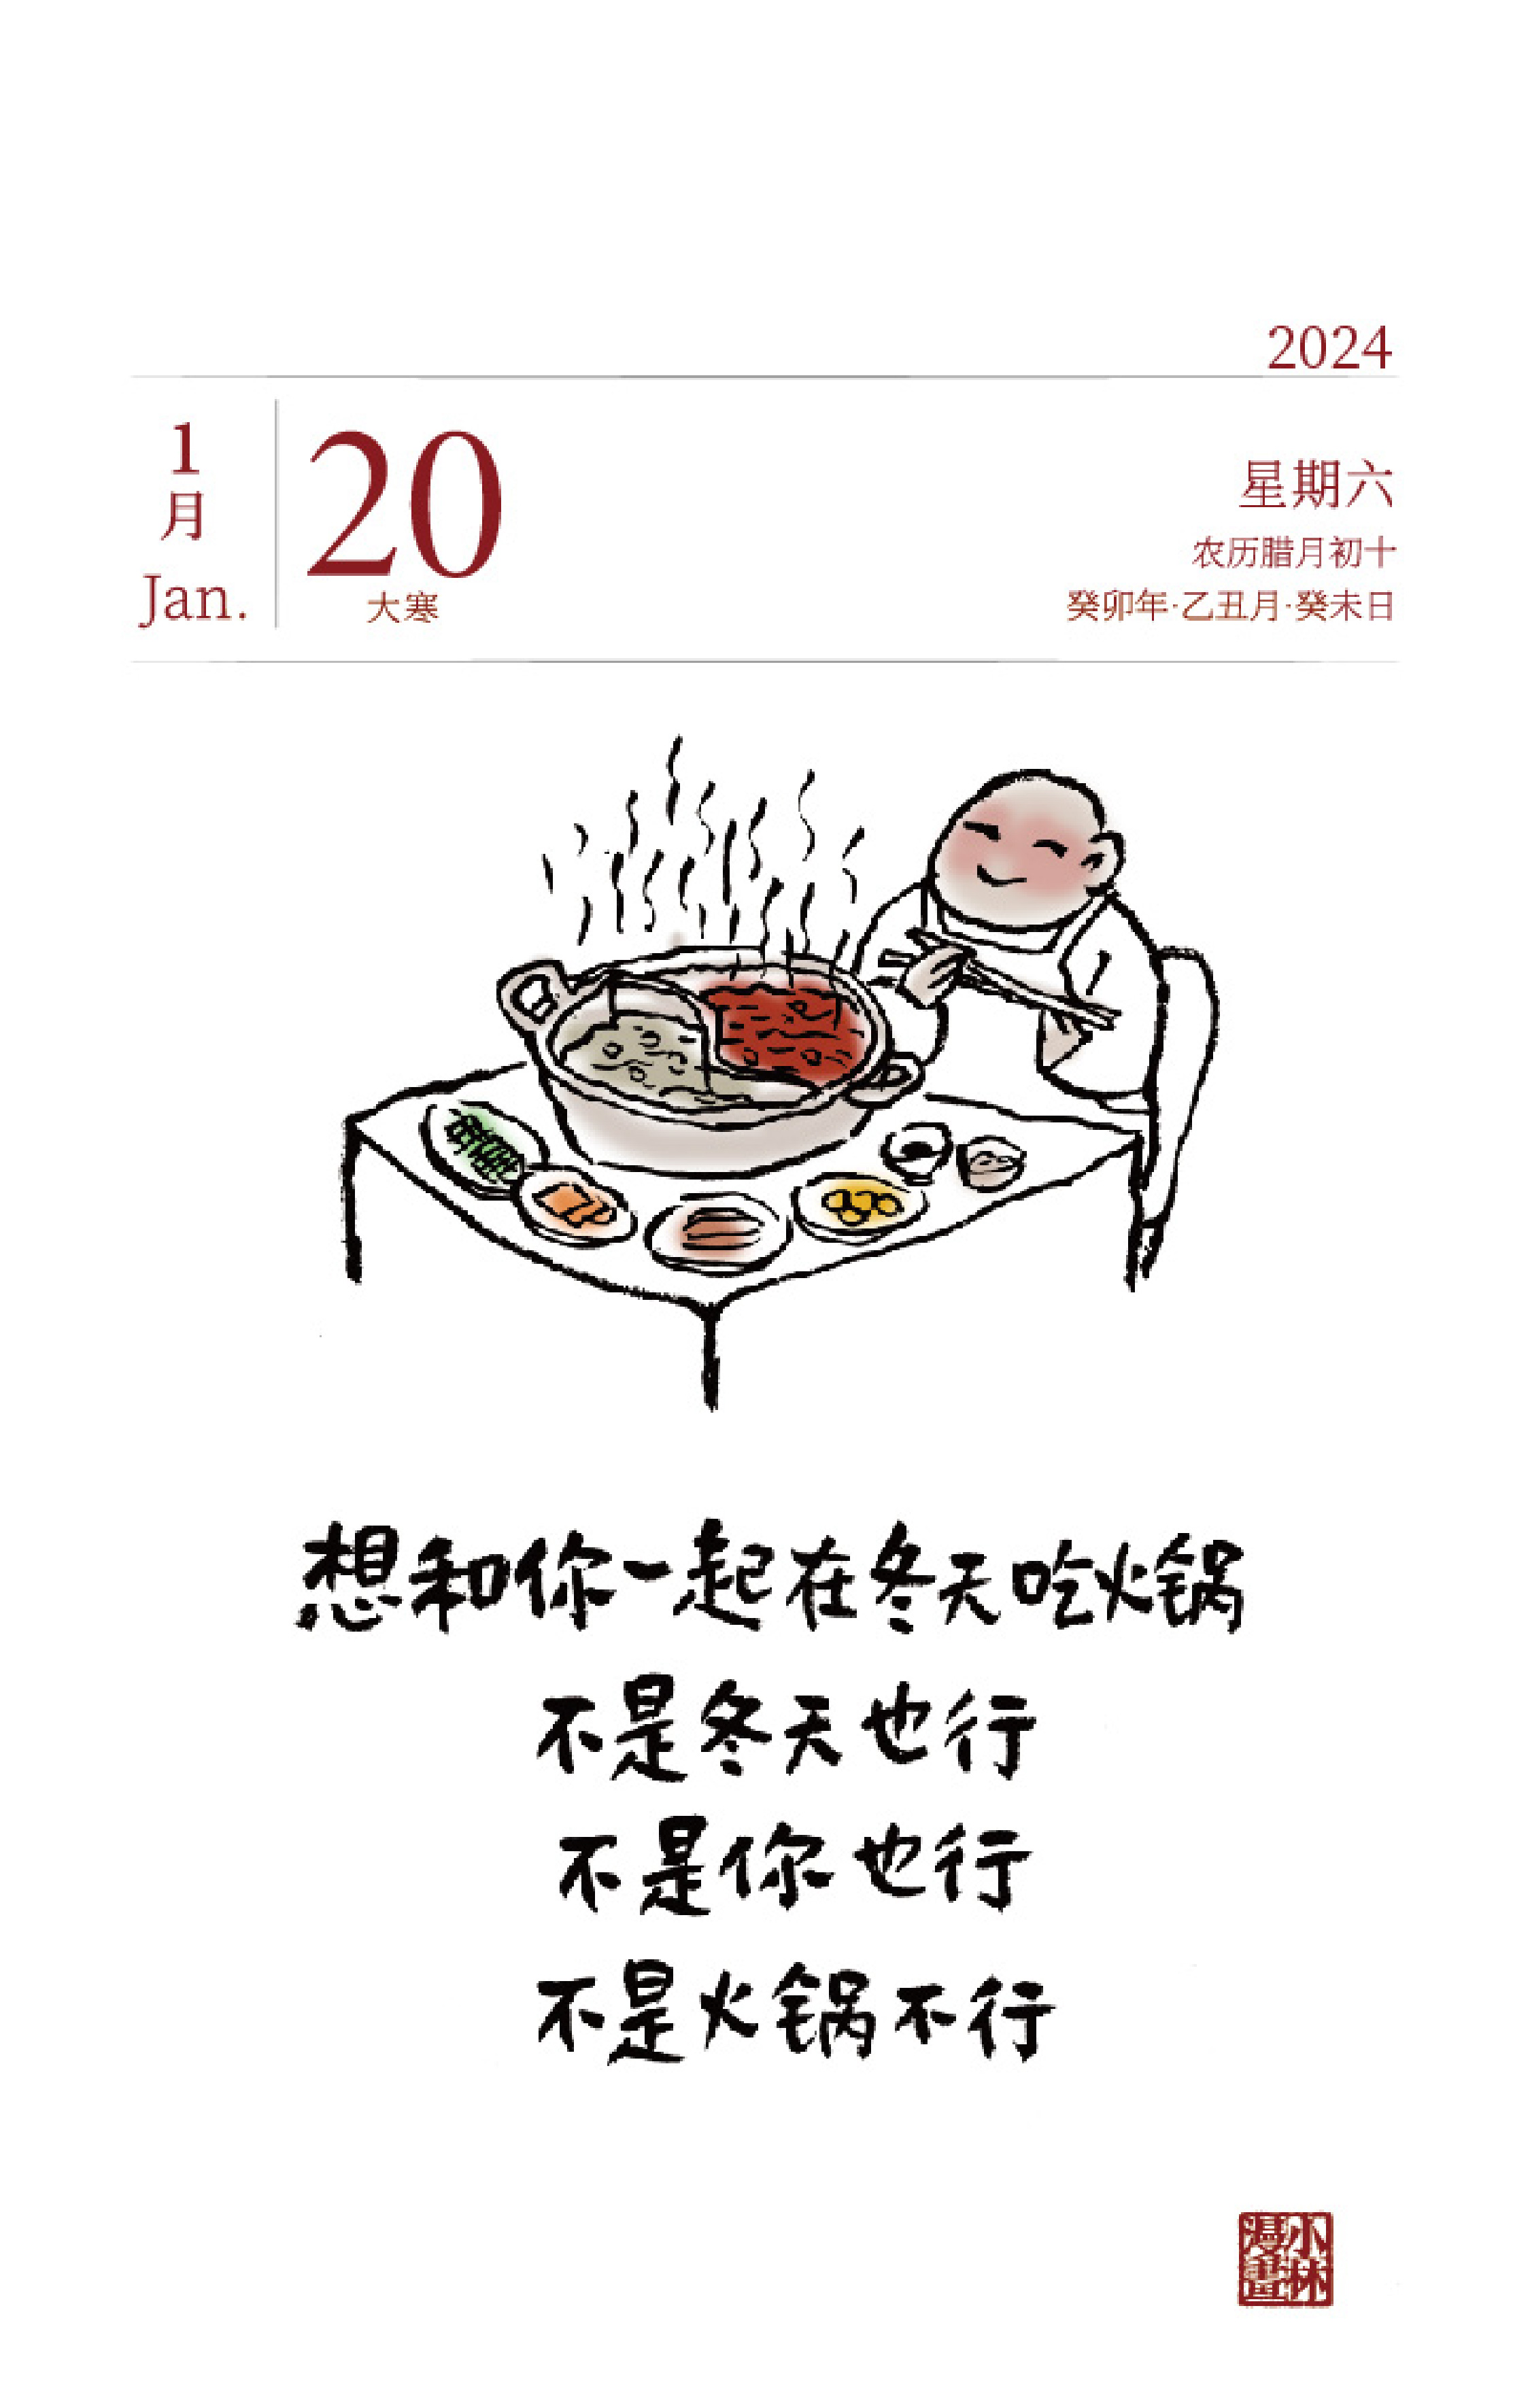 2024
1
月
Jan.
20
大寒
星期六
农历腊月初十
癸卯年·乙丑月·癸未日
想和你一起在冬天吃火锅
不是冬天也行
不是你也行
不是火锅不行
小林
漫畫